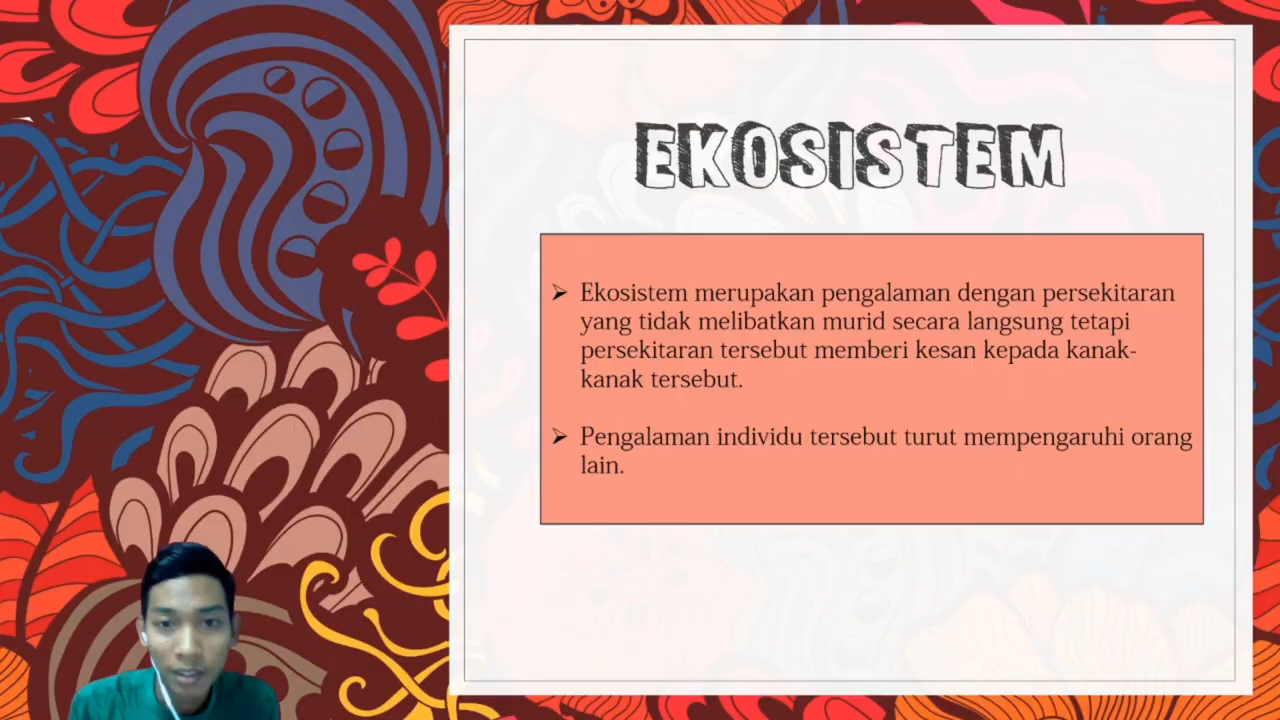 EKOSISTEM
➢ Ekosistem merupakan pengalaman dengan persekitaran
yang tidak melibatkan murid secara langsung tetapi
persekitaran tersebut memberi kesan kepada kanak-
kanak tersebut.
➢ Pengalaman individu tersebut turut mempengaruhi orang
lain.